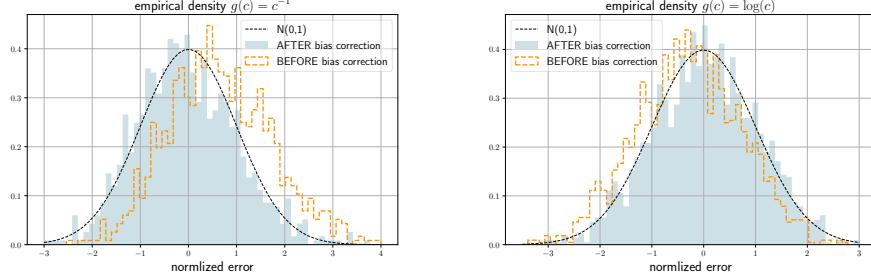 empirical density g(c) = c⁻¹
N(0,1)
AFTER bias correction
BEFORE bias correction
0.4
0.3
0.2
0.1
0.0
−3 −2 −1 0 1 2 3 4
normlized error
empirical density g(c) = log(c)
N(0,1)
AFTER bias correction
BEFORE bias correction
0.4
0.3
0.2
0.1
0.0
−3 −2 −1 0 1 2 3
normlized error